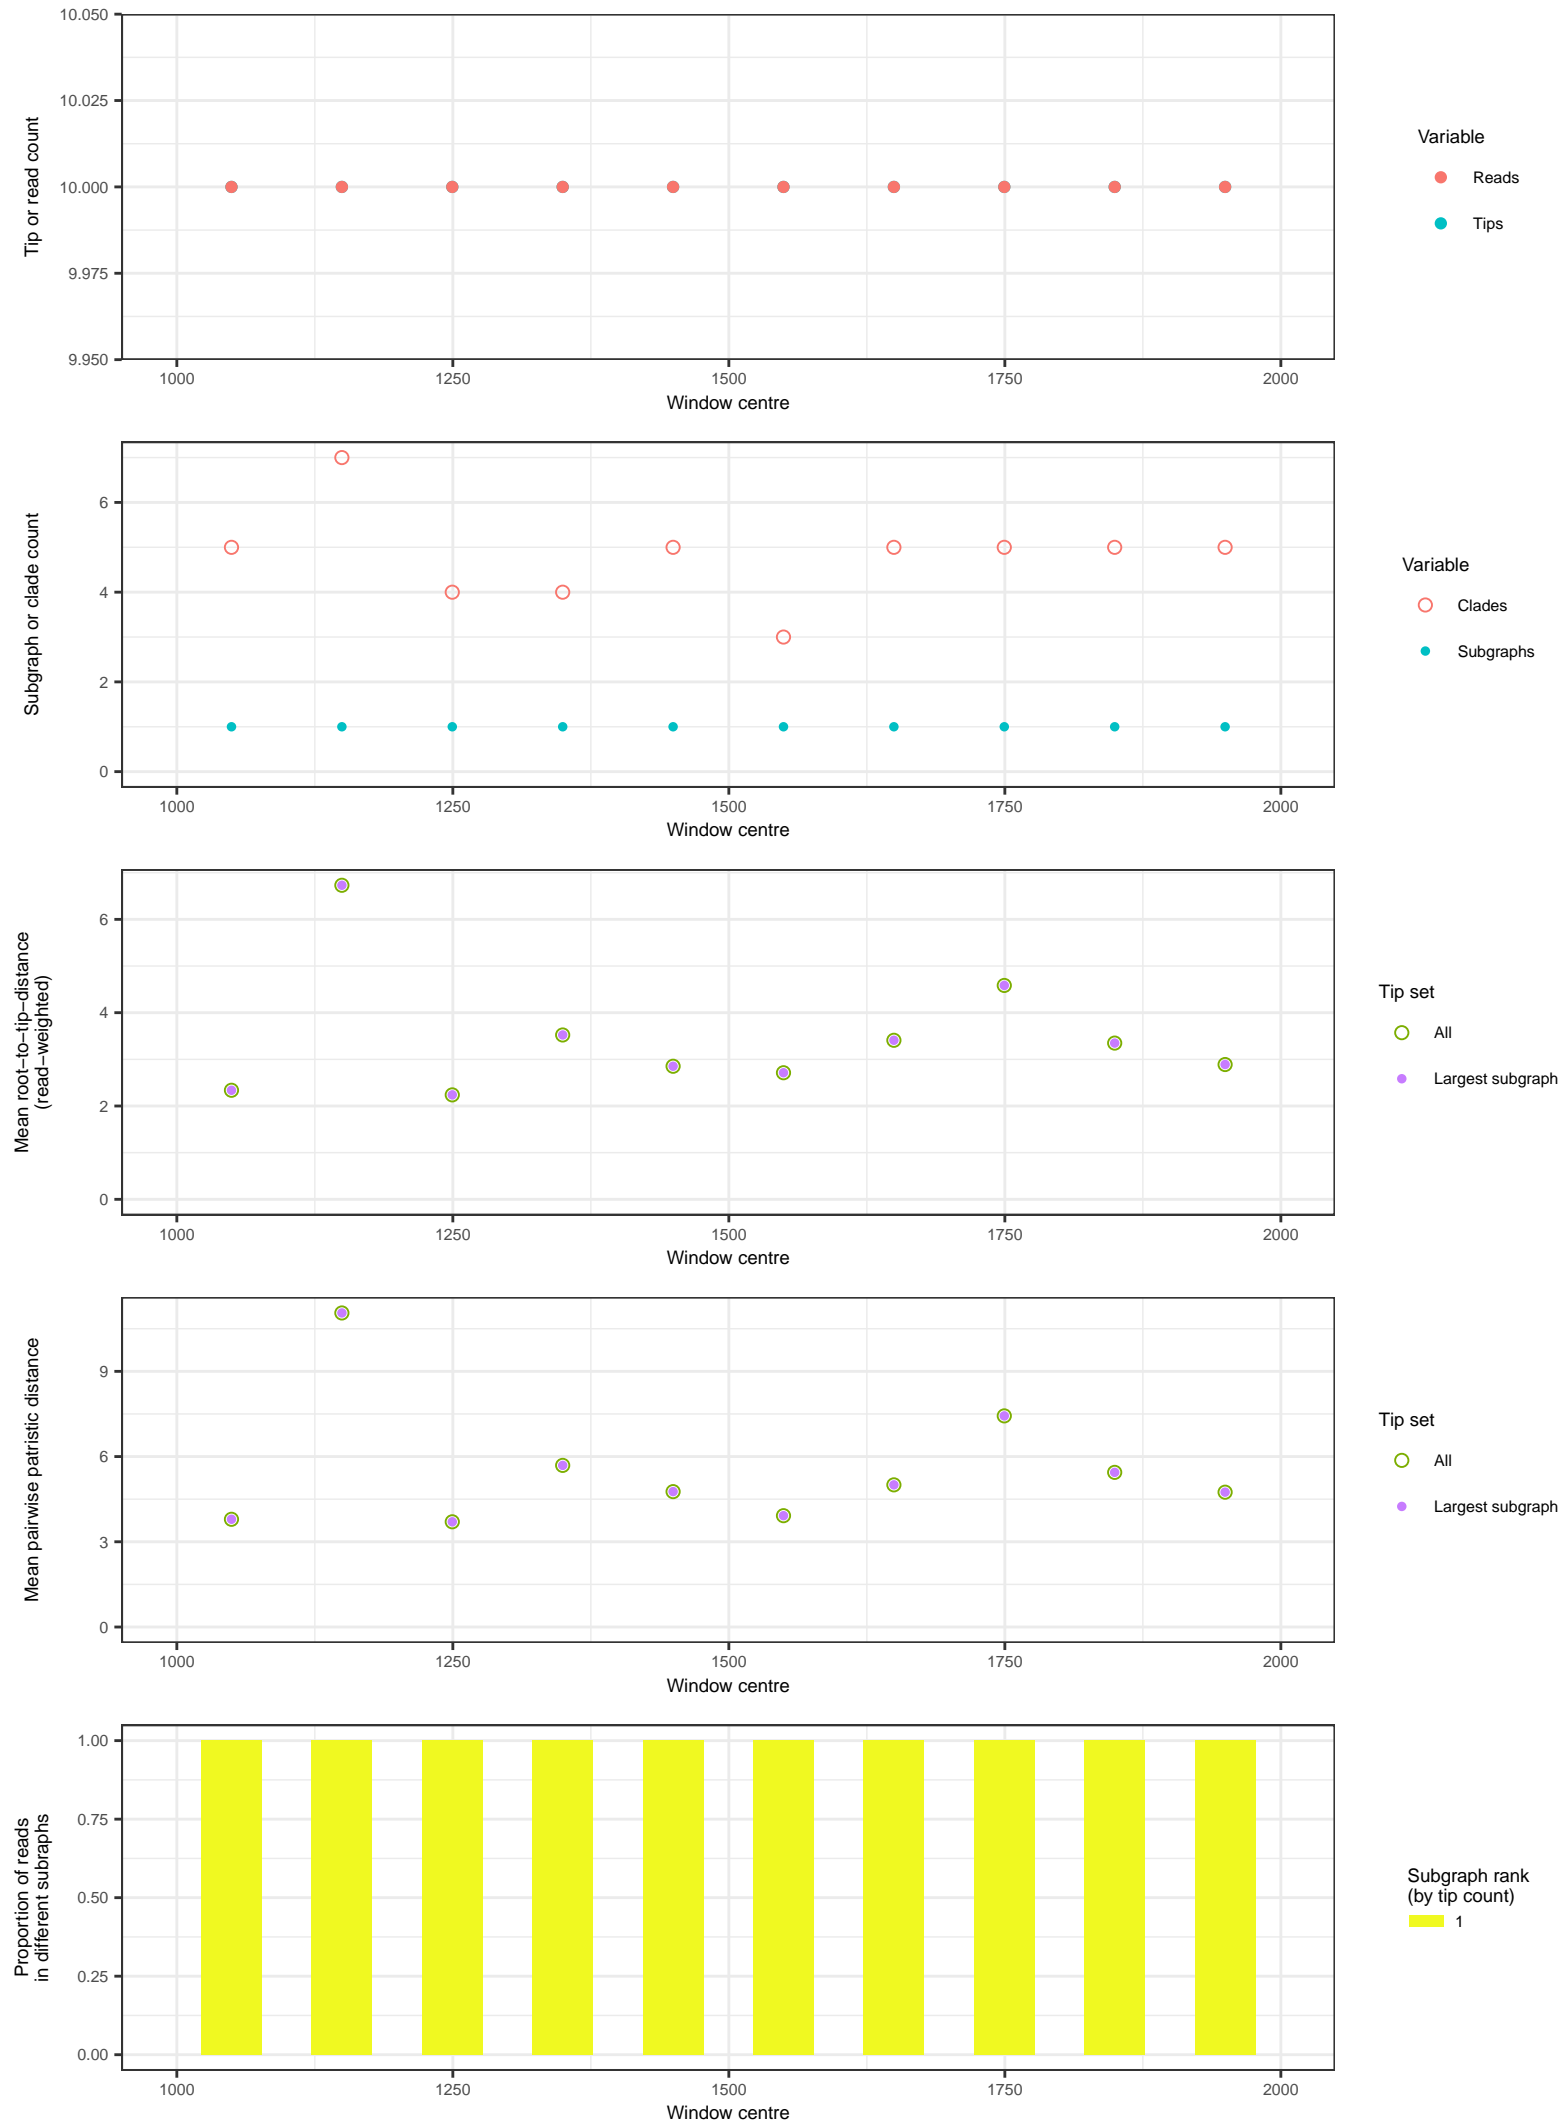 10.050
10.025
10.000
9.975
9.950
Tip or read count
1000 1250 1500 1750 2000
Window centre
Variable
Reads
Tips
6
4
2
0
Subgraph or clade count
1000 1250 1500 1750 2000
Window centre
Variable
Clades
Subgraphs
6
4
2
0
Mean root−to−tip−distance
(read−weighted)
1000 1250 1500 1750 2000
Window centre
Tip set
All
Largest subgraph
9
6
3
0
Mean pairwise patristic distance
1000 1250 1500 1750 2000
Window centre
Tip set
All
Largest subgraph
1.00
0.75
0.50
0.25
0.00
Proportion of reads
in different subraphs
1000 1250 1500 1750 2000
Window centre
Subgraph rank
(by tip count)
1